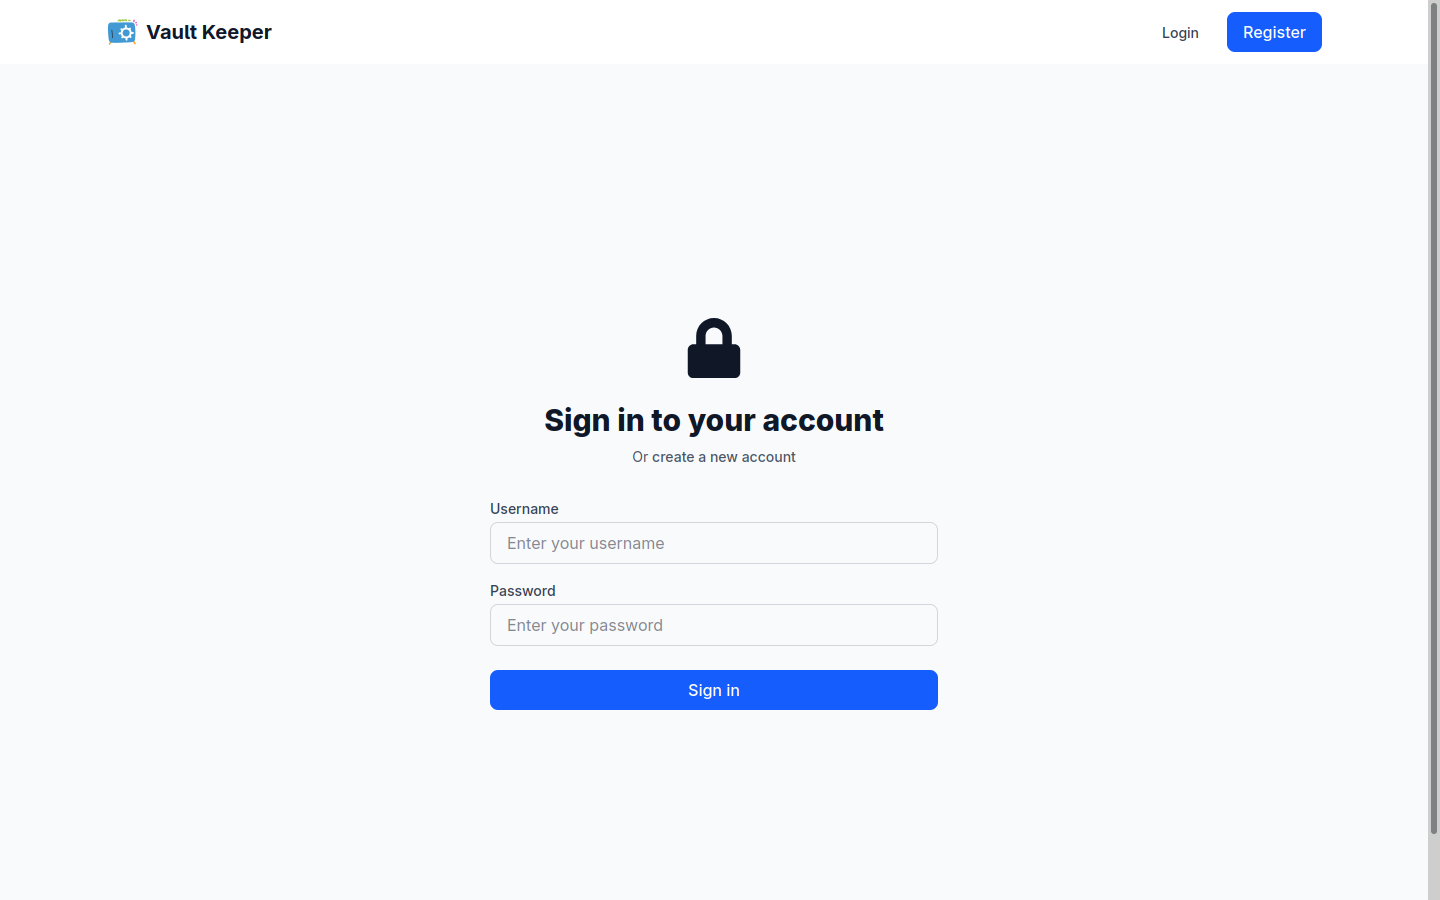 Vault Keeper
Login
Register
Sign in to your account
Or create a new account
Username
Enter your username
Password
Enter your password
Sign in